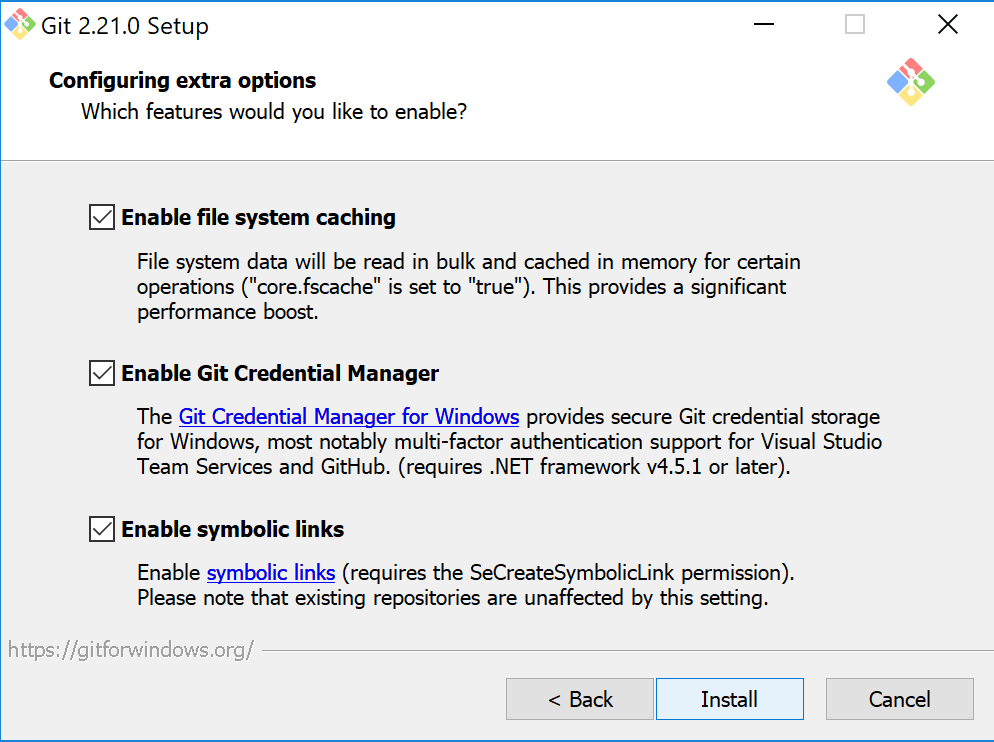 Git 2.21.0 Setup
Configuring extra options
Which features would you like to enable?
Enable file system caching
File system data will be read in bulk and cached in memory for certain
operations ("core.fscache" is set to "true"). This provides a significant
performance boost.
Enable Git Credential Manager
The Git Credential Manager for Windows provides secure Git credential storage
for Windows, most notably multi-factor authentication support for Visual Studio
Team Services and GitHub. (requires .NET framework v4.5.1 or later).
Enable symbolic links
Enable symbolic links (requires the SeCreateSymbolicLink permission).
Please note that existing repositories are unaffected by this setting.
https://gitforwindows.org/
< Back Install Cancel